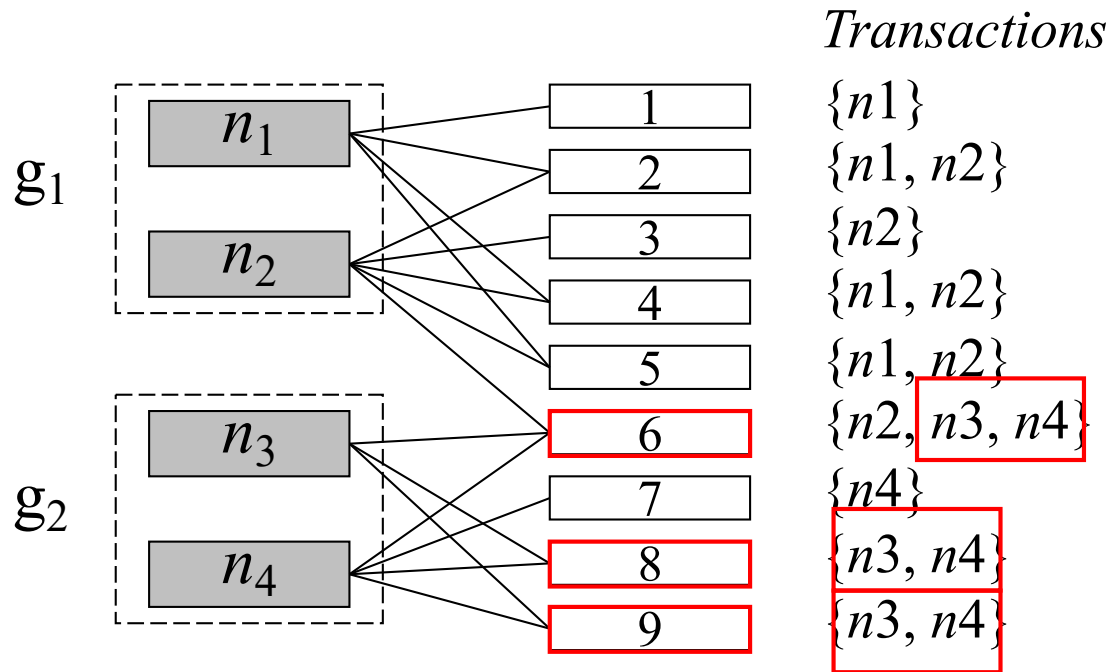 Transactions
g₁
n₁
n₂
g₂
n₃
n₄
1 {n1}
2 {n1, n2}
3 {n2}
4 {n1, n2}
5 {n1, n2}
6 {n2, n3, n4}
7 {n4}
8 {n3, n4}
9 {n3, n4}